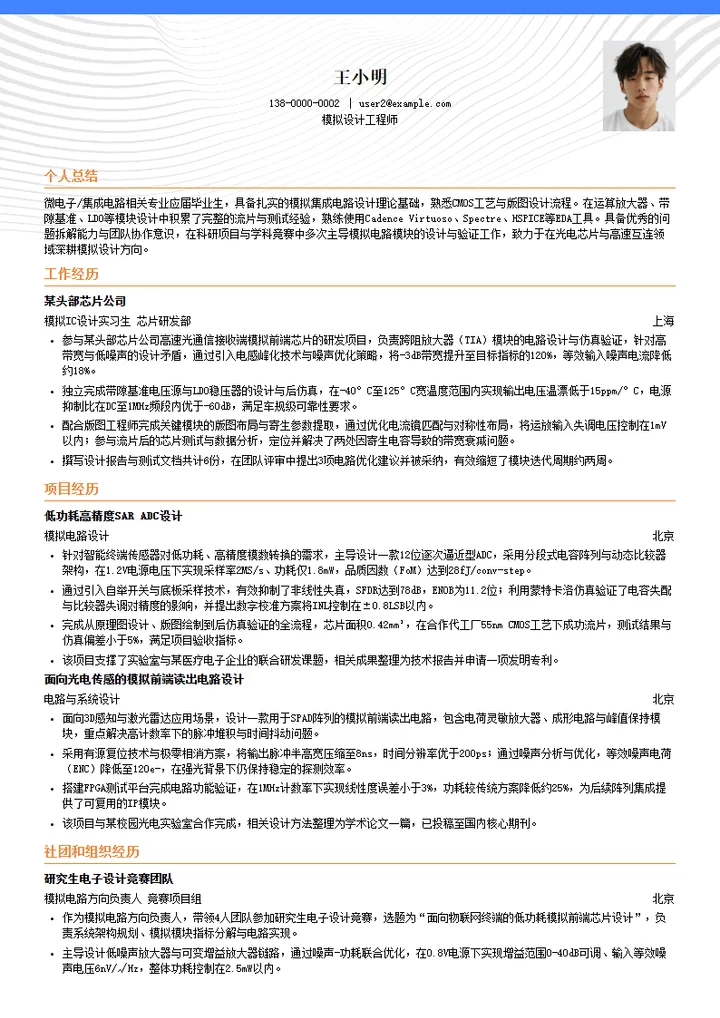 王小明
138-0000-0002 | user2@example.com
模拟设计工程师
个人总结
微电子/集成电路相关专业应届毕业生，具备扎实的模拟集成电路设计理论基础，熟悉CMOS工艺与版图设计流程。在运算放大器、带
隙基准、LDO等模块设计中积累了完整的流片与测试经验，熟练使用Cadence Virtuoso、Spectre、HSPICE等EDA工具。具备优秀的问
题拆解能力与团队协作意识，在科研项目与学科竞赛中多次主导模拟电路模块的设计与验证工作，致力于在光电芯片与高速互连领
域深耕模拟设计方向。
工作经历
某头部芯片公司
模拟IC设计实习生 芯片研发部 上海
• 参与某头部芯片公司高速光通信接收端模拟前端芯片的研发项目，负责跨阻放大器（TIA）模块的电路设计与仿真验证，针对高
带宽与低噪声的设计矛盾，通过引入电感峰化技术与噪声优化策略，将-3dB带宽提升至目标指标的120%，等效输入噪声电流降低
约18%。
• 独立完成带隙基准电压源与LDO稳压器的设计与后仿真，在-40°C至125°C宽温度范围内实现输出电压温漂低于15ppm/°C，电源
抑制比在DC至1MHz频段内优于-60dB，满足车规级可靠性要求。
• 配合版图工程师完成关键模块的版图布局与寄生参数提取，通过优化电流镜匹配与对称性布局，将运放输入失调电压控制在1mV
以内；参与流片后的芯片测试与数据分析，定位并解决了两处因寄生电容导致的带宽衰减问题。
• 撰写设计报告与测试文档共计6份，在团队评审中提出3项电路优化建议并被采纳，有效缩短了模块迭代周期约两周。
项目经历
低功耗高精度SAR ADC设计
模拟电路设计 北京
• 针对智能终端传感器对低功耗、高精度模数转换的需求，主导设计一款12位逐次逼近型ADC，采用分段式电容阵列与动态比较器
架构，在1.2V电源电压下实现采样率2MS/s、功耗仅1.8mW，品质因数（FoM）达到28fJ/conv-step。
• 通过引入自举开关与底板采样技术，有效抑制了非线性失真，SFDR达到78dB，ENOB为11.2位；利用蒙特卡洛仿真验证了电容失配
与比较器失调对精度的影响，并提出数字校准方案将INL控制在±0.8LSB以内。
• 完成从原理图设计、版图绘制到后仿真验证的全流程，芯片面积0.42mm²，在合作代工厂55nm CMOS工艺下成功流片，测试结果与
仿真偏差小于5%，满足项目验收指标。
• 该项目支撑了实验室与某医疗电子企业的联合研发课题，相关成果整理为技术报告并申请一项发明专利。
面向光电传感的模拟前端读出电路设计
电路与系统设计 北京
• 面向3D感知与激光雷达应用场景，设计一款用于SPAD阵列的模拟前端读出电路，包含电荷灵敏放大器、成形电路与峰值保持模
块，重点解决高计数率下的脉冲堆积与时间抖动问题。
• 采用有源复位技术与极零相消方案，将输出脉冲半高宽压缩至8ns，时间分辨率优于200ps；通过噪声分析与优化，等效噪声电荷
（ENC）降低至120e-，在强光背景下仍保持稳定的探测效率。
• 搭建FPGA测试平台完成电路功能验证，在1MHz计数率下实现线性度误差小于3%，功耗较传统方案降低约25%，为后续阵列集成提
供了可复用的IP模块。
• 该项目与某校园光电实验室合作完成，相关设计方法整理为学术论文一篇，已投稿至国内核心期刊。
社团和组织经历
研究生电子设计竞赛团队
模拟电路方向负责人 竞赛项目组 北京
• 作为模拟电路方向负责人，带领4人团队参加研究生电子设计竞赛，选题为“面向物联网终端的低功耗模拟前端芯片设计”，负
责系统架构规划、模拟模块指标分解与电路实现。
• 主导设计低噪声放大器与可变增益放大器链路，通过噪声-功耗联合优化，在0.8V电源下实现增益范围0-40dB可调、输入等效噪
声电压6nV/√Hz，整体功耗控制在2.5mW以内。